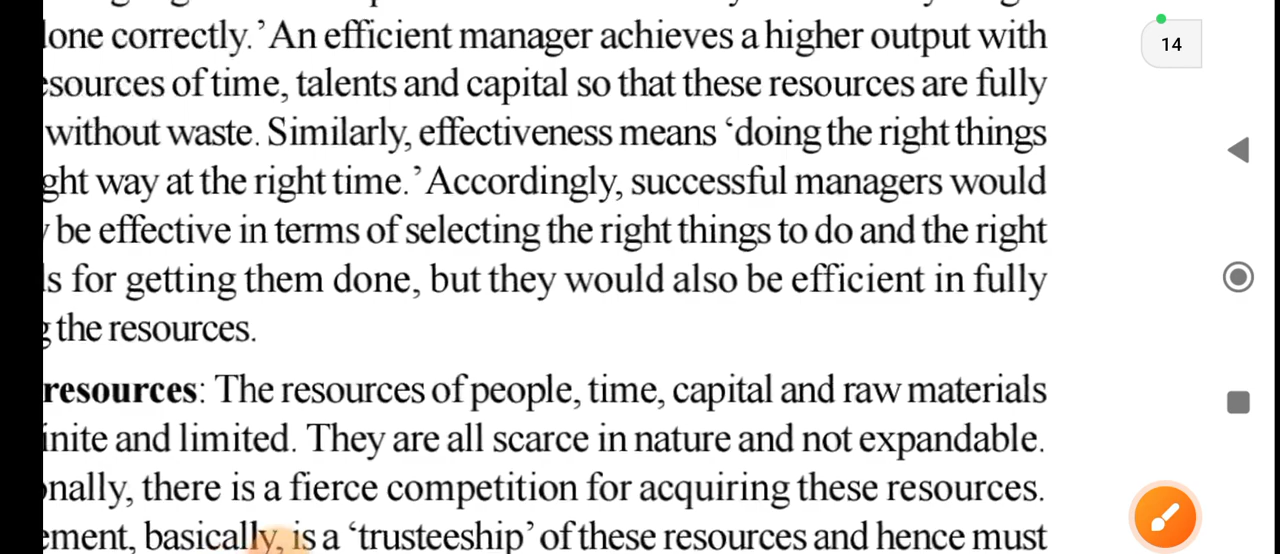 lone correctly.’ An efficient manager achieves a higher output with
esources of time, talents and capital so that these resources are fully
without waste. Similarly, effectiveness means ‘doing the right things
ght way at the right time.’ Accordingly, successful managers would
be effective in terms of selecting the right things to do and the right
s for getting them done, but they would also be efficient in fully
g the resources.
resources: The resources of people, time, capital and raw materials
inite and limited. They are all scarce in nature and not expandable.
onally, there is a fierce competition for acquiring these resources.
ement, basically, is a ‘trusteeship’ of these resources and hence must
14